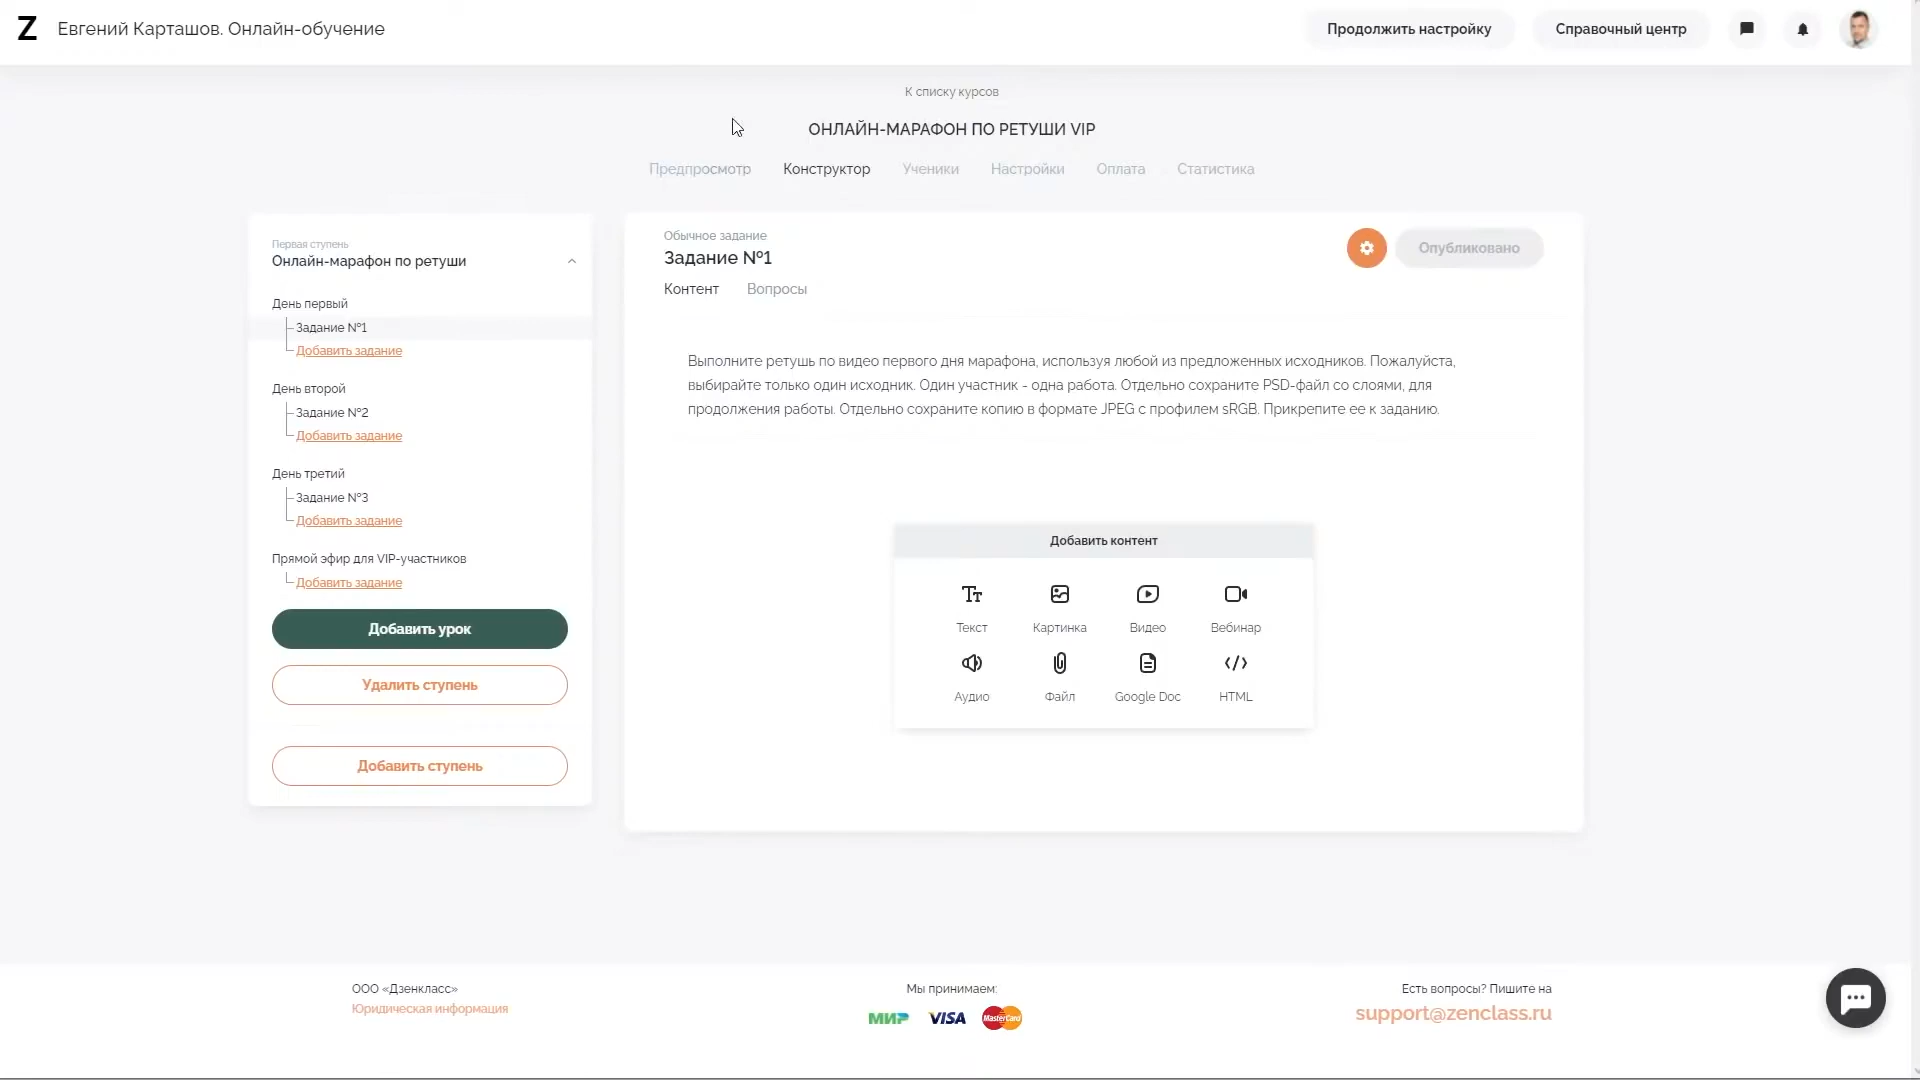 Z Евгений Карташов. Онлайн-обучение
Продолжить настройку
Справочный центр
К списку курсов
ОНЛАЙН-МАРАФОН ПО РЕТУШИ VIP
Предпросмотр Конструктор Ученики Настройки Оплата Статистика
Первая ступень
Онлайн-марафон по ретуши
День первый
Задание №1
Добавить задание
День второй
Задание №2
Добавить задание
День третий
Задание №3
Добавить задание
Прямой эфир для VIP-участников
Добавить задание
Добавить урок
Удалить ступень
Добавить ступень
Обычное задание
Задание №1
Опубликовано
Контент Вопросы
Выполните ретушь по видео первого дня марафона, используя любой из предложенных исходников. Пожалуйста,
выбирайте только один исходник. Один участник - одна работа. Отдельно сохраните PSD-файл со слоями, для
продолжения работы. Отдельно сохраните копию в формате JPEG с профилем sRGB. Прикрепите ее к заданию.
Добавить контент
Текст Картинка Видео Вебинар
Аудио Файл Google Doc HTML
ООО «Дзенкласс»
Юридическая информация
Мы принимаем:
МИР VISA MasterCard
Есть вопросы? Пишите на
support@zenclass.ru